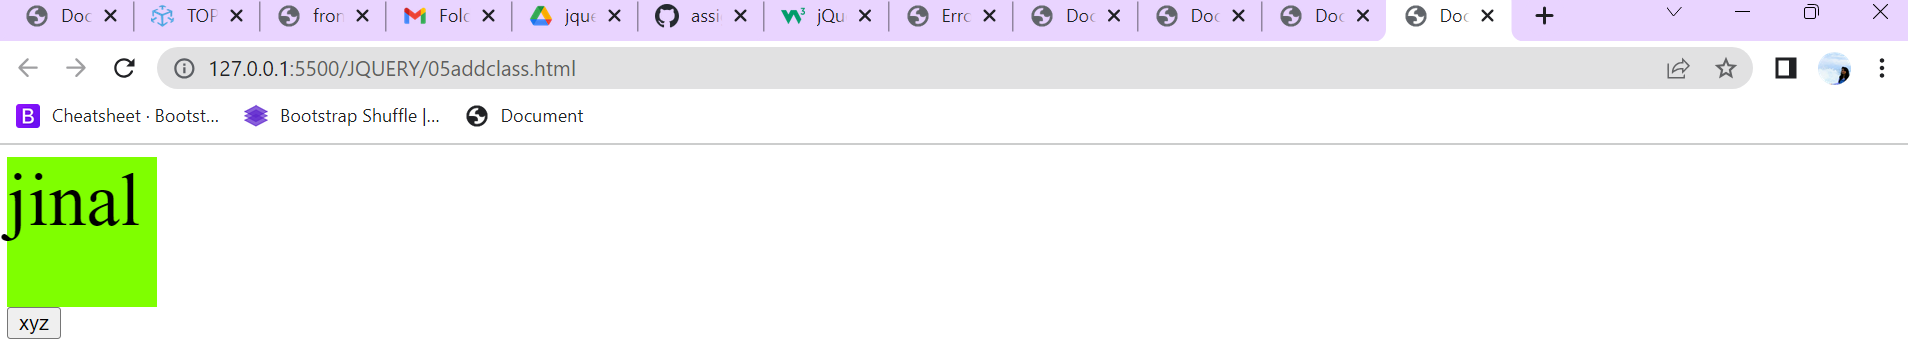 Doc TOP fron Folc jque assi jQu Errc Doc Doc Doc Doc
127.0.0.1:5500/JQUERY/05addclass.html
B Cheatsheet · Bootst... Bootstrap Shuffle |... Document
jinal
xyz